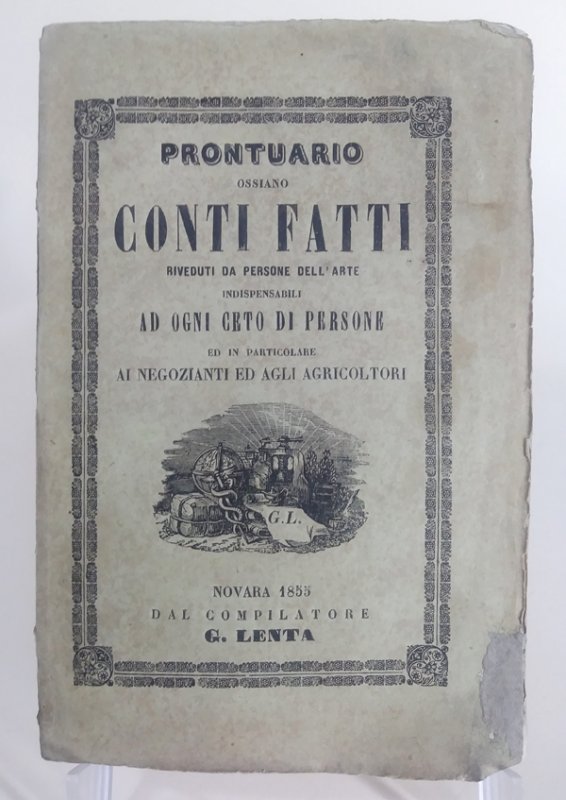 PRONTUARIO
OSSIANO
CONTI FATTI
RIVEDUTI DA PERSONE DELL'ARTE
INDISPENSABILI
AD OGNI CETO DI PERSONE
ED IN PARTICOLARE
AI NEGOZIANTI ED AGLI AGRICOLTORI
G.L.
NOVARA 1855
DAL COMPILATORE
G. LENTA